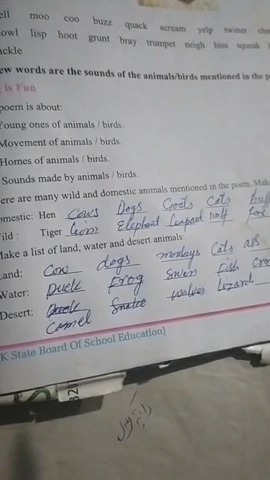 ell moo coo buzz quack scream yelp twitter
owl lisp hoot grunt bray trumpet neigh hiss squeak
ackle
ew words are the sounds of the animals/birds mentioned in the
is Fun
poem is about:
Young ones of animals / birds.
Movement of animals / birds.
Homes of animals / birds.
Sounds made by animals / birds.
ere are many wild and domestic animals mentioned in the poem. Mak
omestic: Hen Cows Dogs Goats Cats
ild : Tiger Lion Elephant Leopard wolf
Make a list of land, water and desert animals:
Land: Cow dogs monkeys Cats
Water: Duck Frog Swan Fish
Desert: Camel Snake wolves Lizard
K State Board Of School Education]